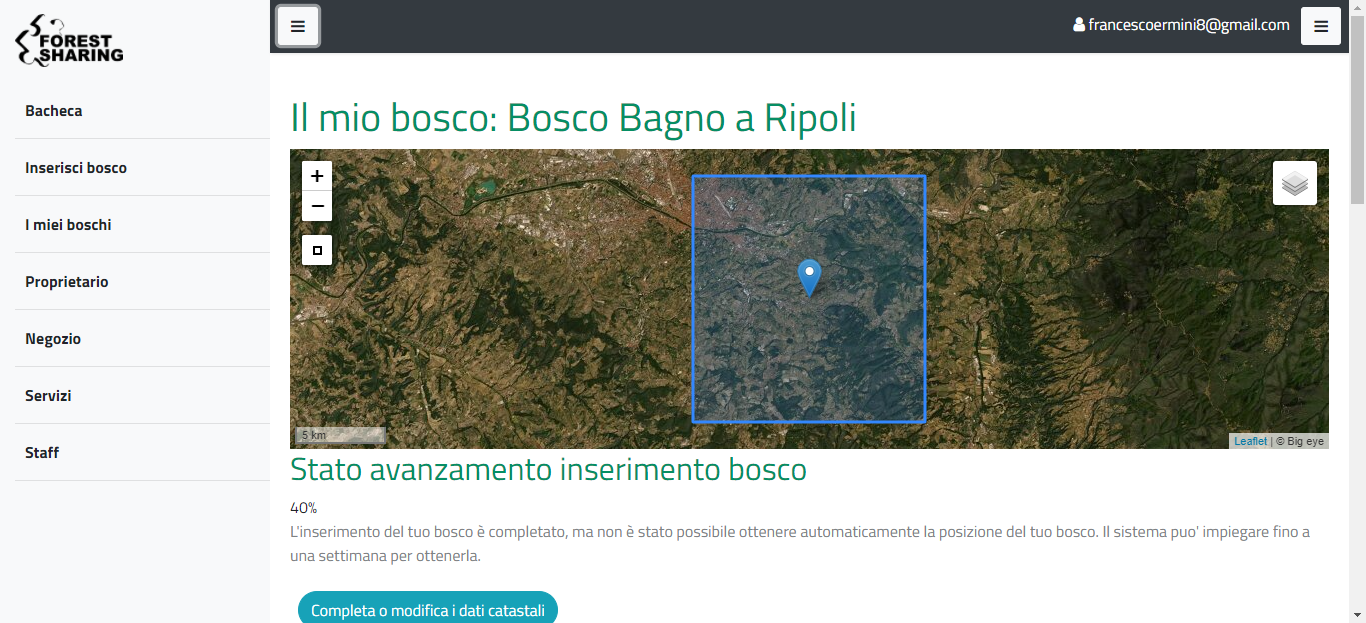 FOREST
SHARING
francescoermini8@gmail.com
Bacheca
Inserisci bosco
I miei boschi
Proprietario
Negozio
Servizi
Staff
Il mio bosco: Bosco Bagno a Ripoli
+
−
5 km
Leaflet | © Big eye
Stato avanzamento inserimento bosco
40%
L'inserimento del tuo bosco è completato, ma non è stato possibile ottenere automaticamente la posizione del tuo bosco. Il sistema puo' impiegare fino a
una settimana per ottenerla.
Completa o modifica i dati catastali